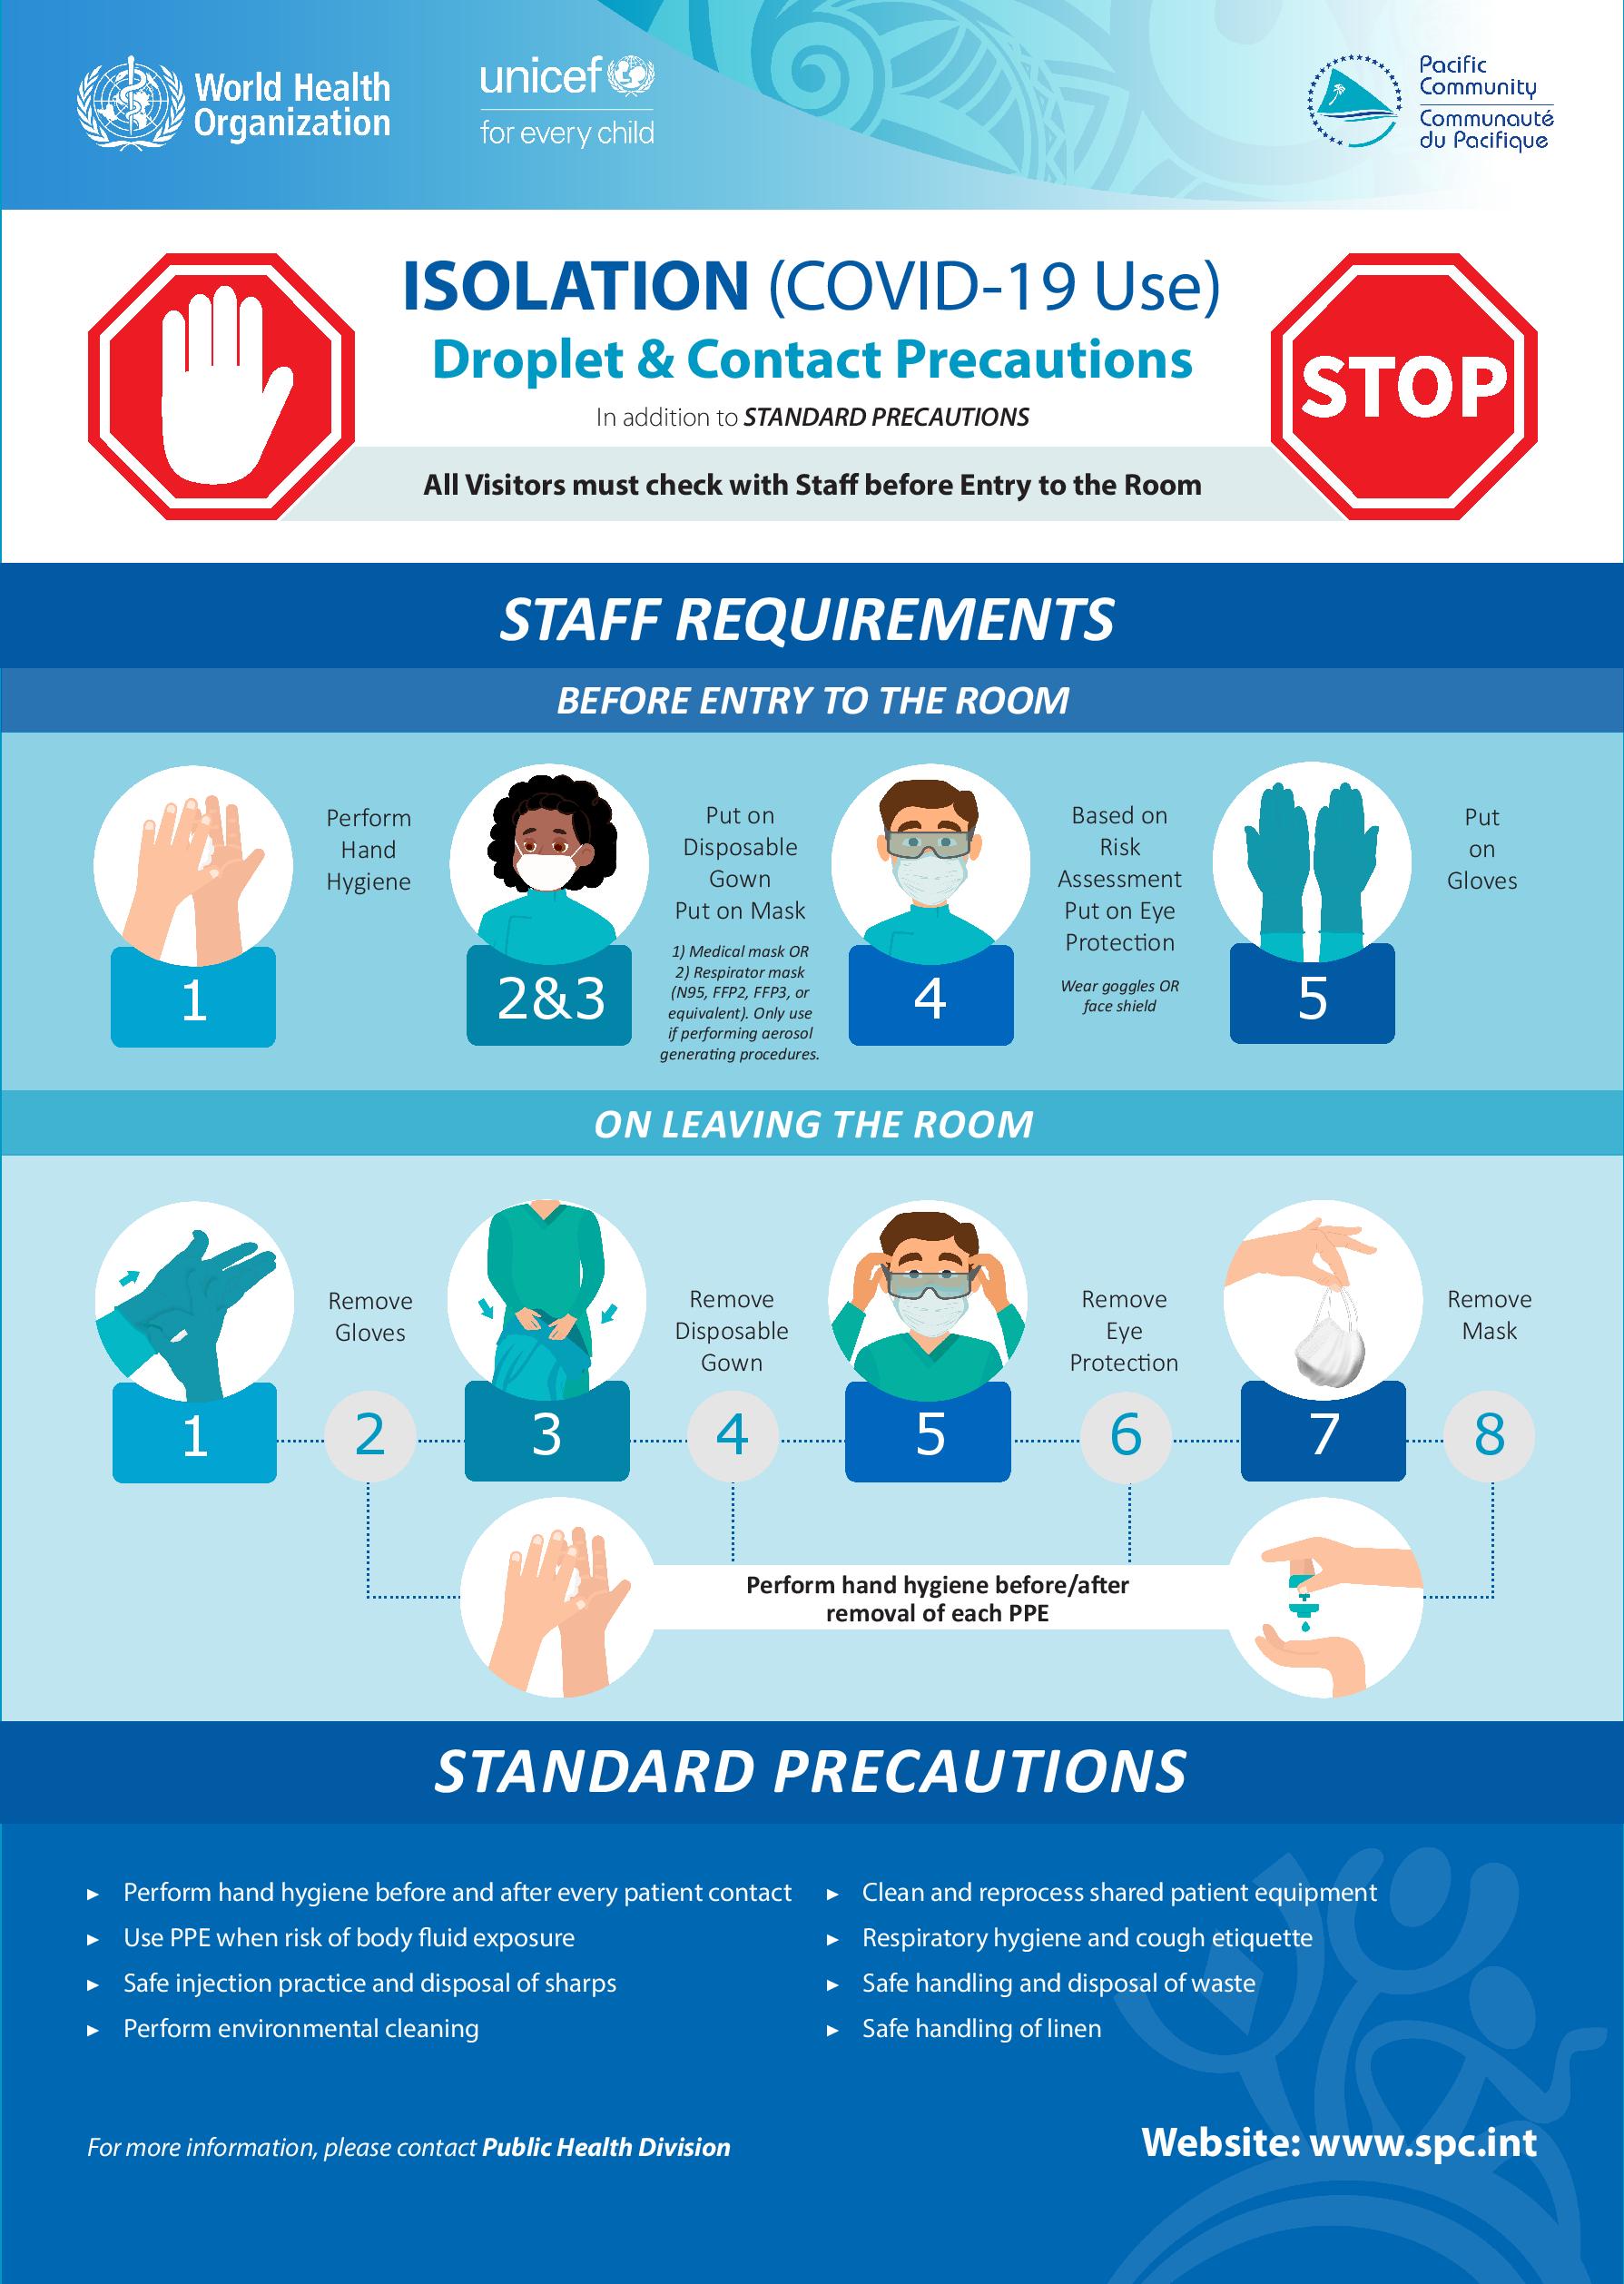 World Health
Organization
unicef
for every child
Pacific
Community
Communauté
du Pacifique
ISOLATION (COVID-19 Use)
Droplet & Contact Precautions
In addition to STANDARD PRECAUTIONS
STOP
All Visitors must check with Staff before Entry to the Room
STAFF REQUIREMENTS
BEFORE ENTRY TO THE ROOM
1
Perform
Hand
Hygiene
2&3
Put on
Disposable
Gown
Put on Mask
1) Medical mask OR
2) Respirator mask
(N95, FFP2, FFP3, or
equivalent). Only use
if performing aerosol
generating procedures.
4
Based on
Risk
Assessment
Put on Eye
Protection
Wear goggles OR
face shield
5
Put
on
Gloves
ON LEAVING THE ROOM
1
Remove
Gloves
2
3
Remove
Disposable
Gown
4
5
Remove
Eye
Protection
6
7
Remove
Mask
8
Perform hand hygiene before/after
removal of each PPE
STANDARD PRECAUTIONS
► Perform hand hygiene before and after every patient contact
► Use PPE when risk of body fluid exposure
► Safe injection practice and disposal of sharps
► Perform environmental cleaning
► Clean and reprocess shared patient equipment
► Respiratory hygiene and cough etiquette
► Safe handling and disposal of waste
► Safe handling of linen
For more information, please contact Public Health Division
Website: www.spc.int